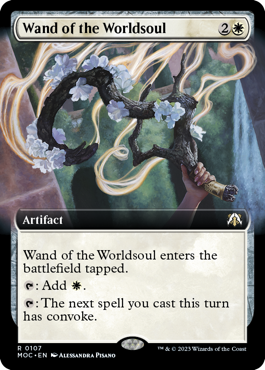 Wand of the Worldsoul 2
Artifact
Wand of the Worldsoul enters the
battlefield tapped.
: Add .
: The next spell you cast this turn
has convoke.
R 0107
MOC • EN Alessandra Pisano
™ & © 2023 Wizards of the Coast